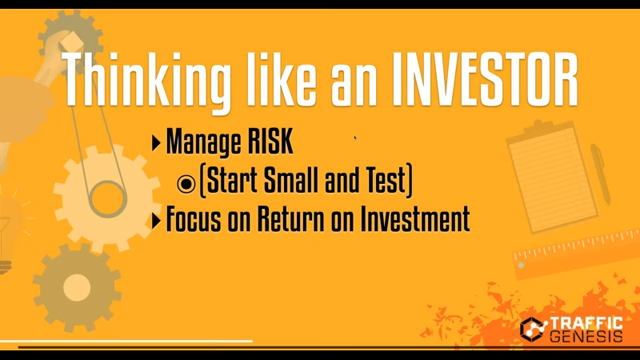 Thinking like an INVESTOR
Manage RISK
(Start Small and Test)
Focus on Return on Investment
TRAFFIC
GENESIS